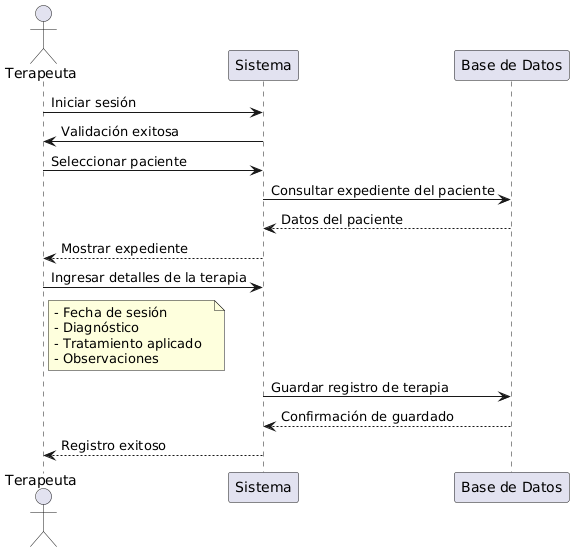 Terapeuta
Sistema
Base de Datos
Iniciar sesión
Validación exitosa
Seleccionar paciente
Consultar expediente del paciente
Datos del paciente
Mostrar expediente
Ingresar detalles de la terapia
- Fecha de sesión
- Diagnóstico
- Tratamiento aplicado
- Observaciones
Guardar registro de terapia
Confirmación de guardado
Registro exitoso
Terapeuta
Sistema
Base de Datos